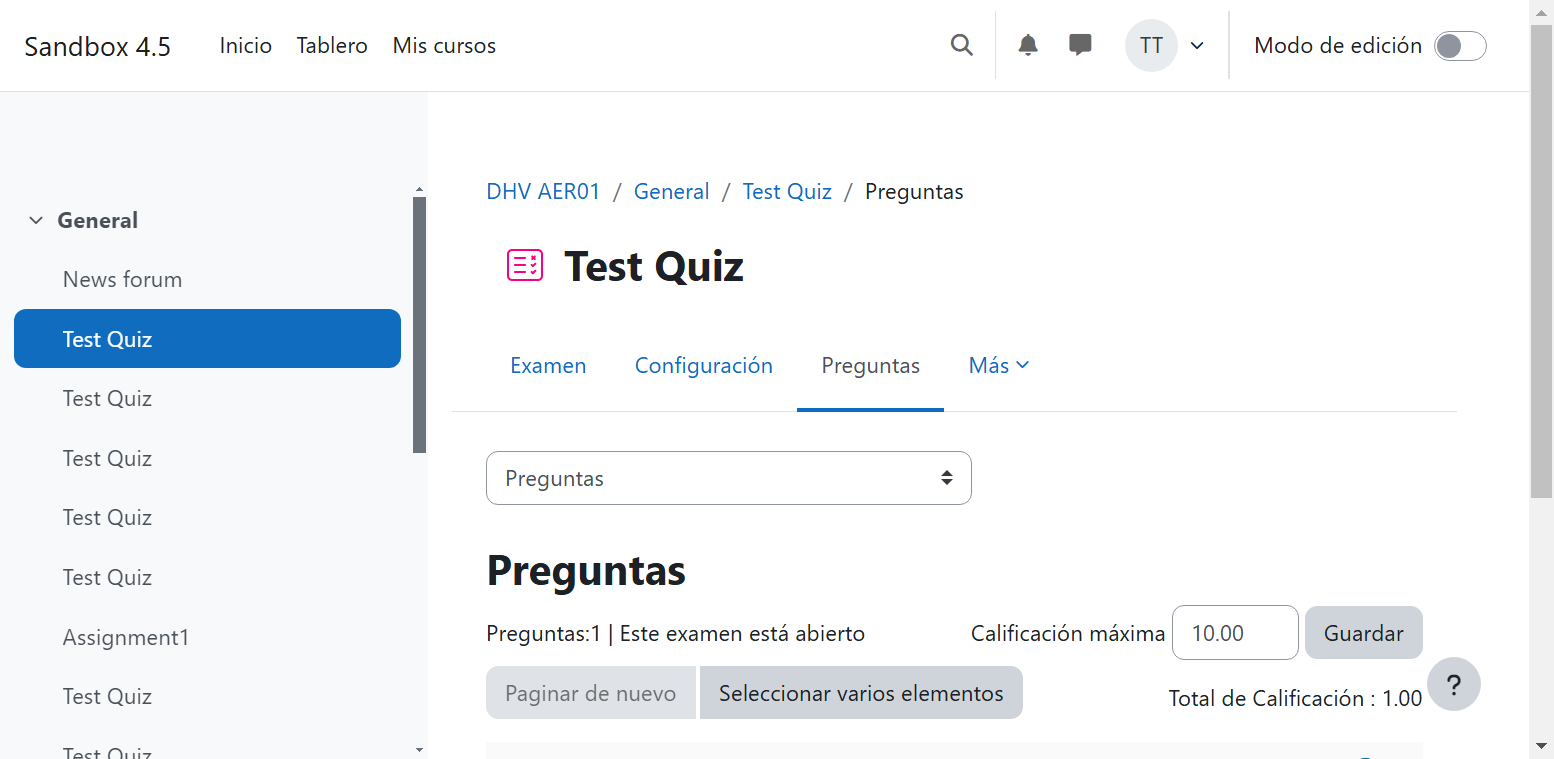 Sandbox 4.5 Inicio Tablero Mis cursos TT Modo de edición
General
News forum
Test Quiz
Test Quiz
Test Quiz
Test Quiz
Test Quiz
Assignment1
Test Quiz
Test Quiz
DHV AER01 / General / Test Quiz / Preguntas
Test Quiz
Examen Configuración Preguntas Más
Preguntas
Preguntas
Preguntas:1 | Este examen está abierto Calificación máxima 10.00 Guardar
Paginar de nuevo Seleccionar varios elementos Total de Calificación : 1.00
?